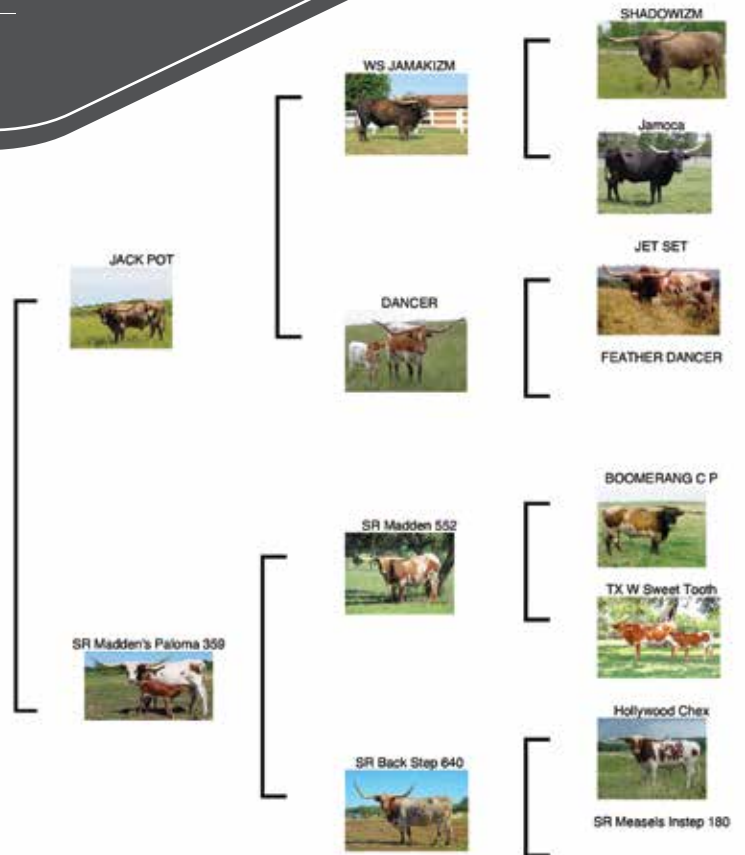 SHADOWIZM
WS JAMAKIZM
Jamoca
JACK POT
JET SET
DANCER
FEATHER DANCER
BOOMERANG C P
SR Madden 552
TX W Sweet Tooth
SR Madden's Paloma 359
Hollywood Chex
SR Back Step 640
SR Measels Instep 180